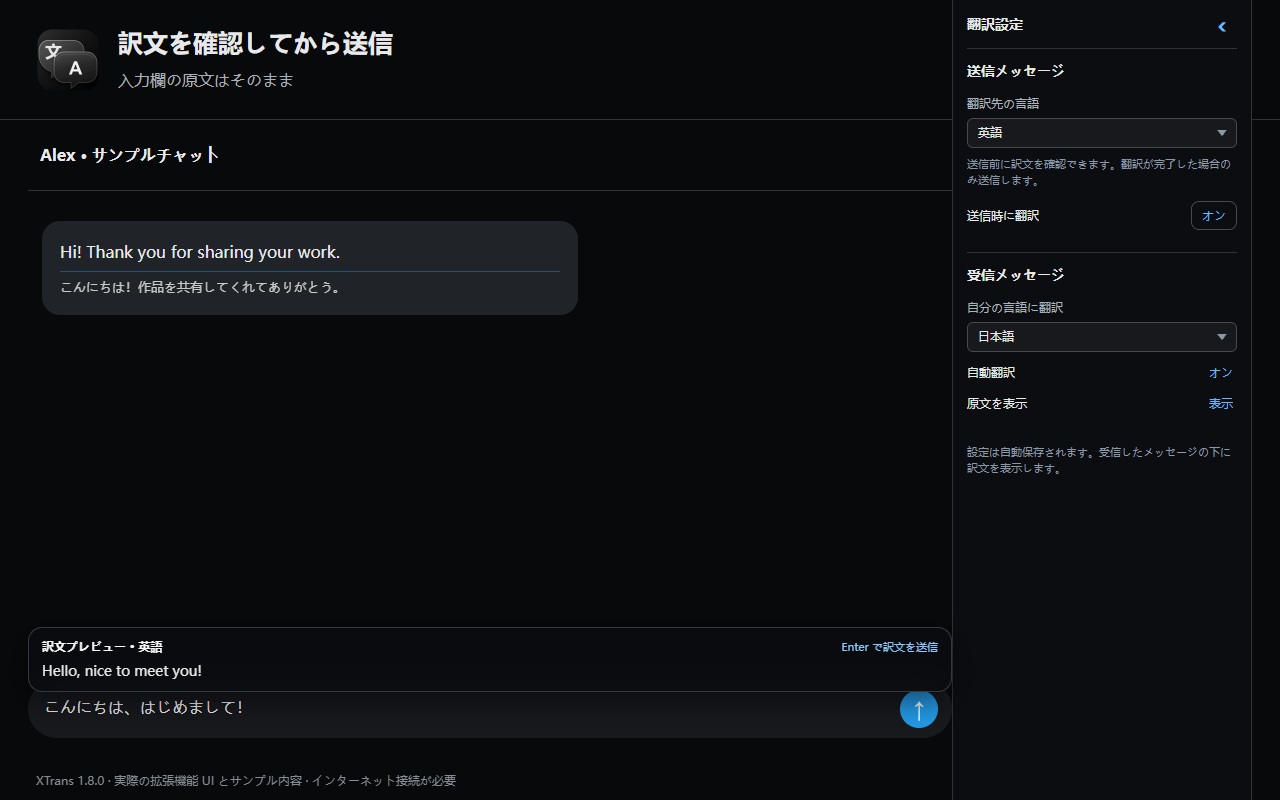 文
A
訳文を確認してから送信
入力欄の原文はそのまま
Alex • サンプルチャット
Hi! Thank you for sharing your work.
こんにちは！作品を共有してくれてありがとう。
訳文プレビュー・英語
Enter で訳文を送信
Hello, nice to meet you!
こんにちは、はじめまして！
XTrans 1.8.0 · 実際の拡張機能 UI とサンプル内容 · インターネット接続が必要
翻訳設定
送信メッセージ
翻訳先の言語
英語
送信前に訳文を確認できます。翻訳が完了した場合の
み送信します。
送信時に翻訳
オン
受信メッセージ
自分の言語に翻訳
日本語
自動翻訳
オン
原文を表示
表示
設定は自動保存されます。受信したメッセージの下に
訳文を表示します。